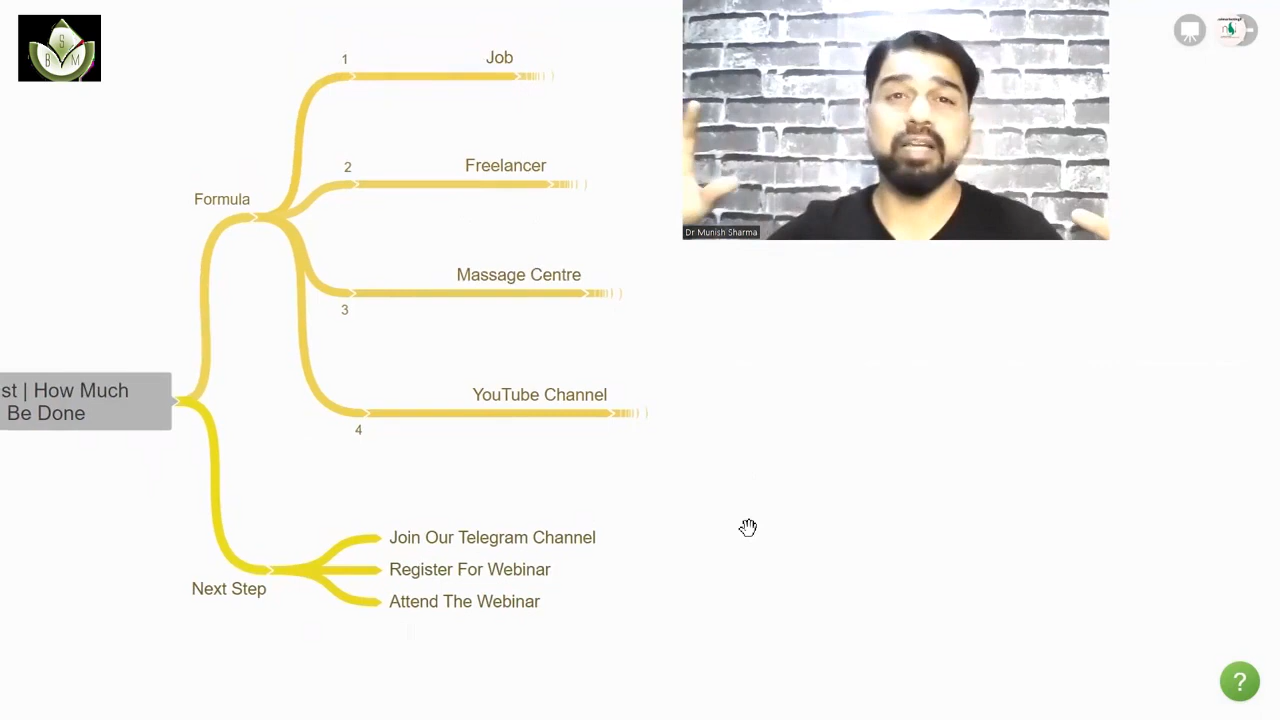 S
B M
1
Job
2
Freelancer
Formula
Massage Centre
3
YouTube Channel
4
st | How Much
Be Done
Next Step
Join Our Telegram Channel
Register For Webinar
Attend The Webinar
Dr Munish Sharma
?